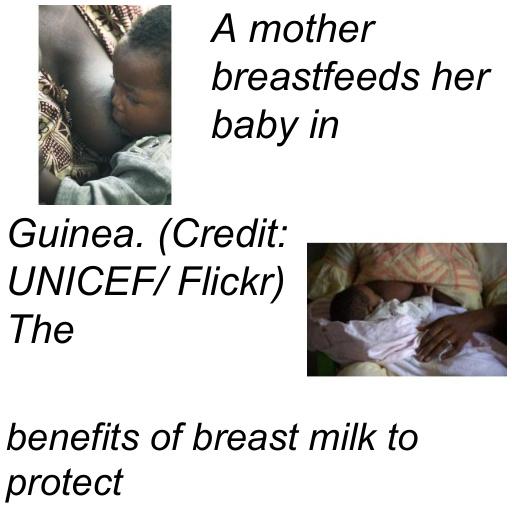 A mother
breastfeeds her
baby in
Guinea. (Credit:
UNICEF/ Flickr)
The
benefits of breast milk to
protect